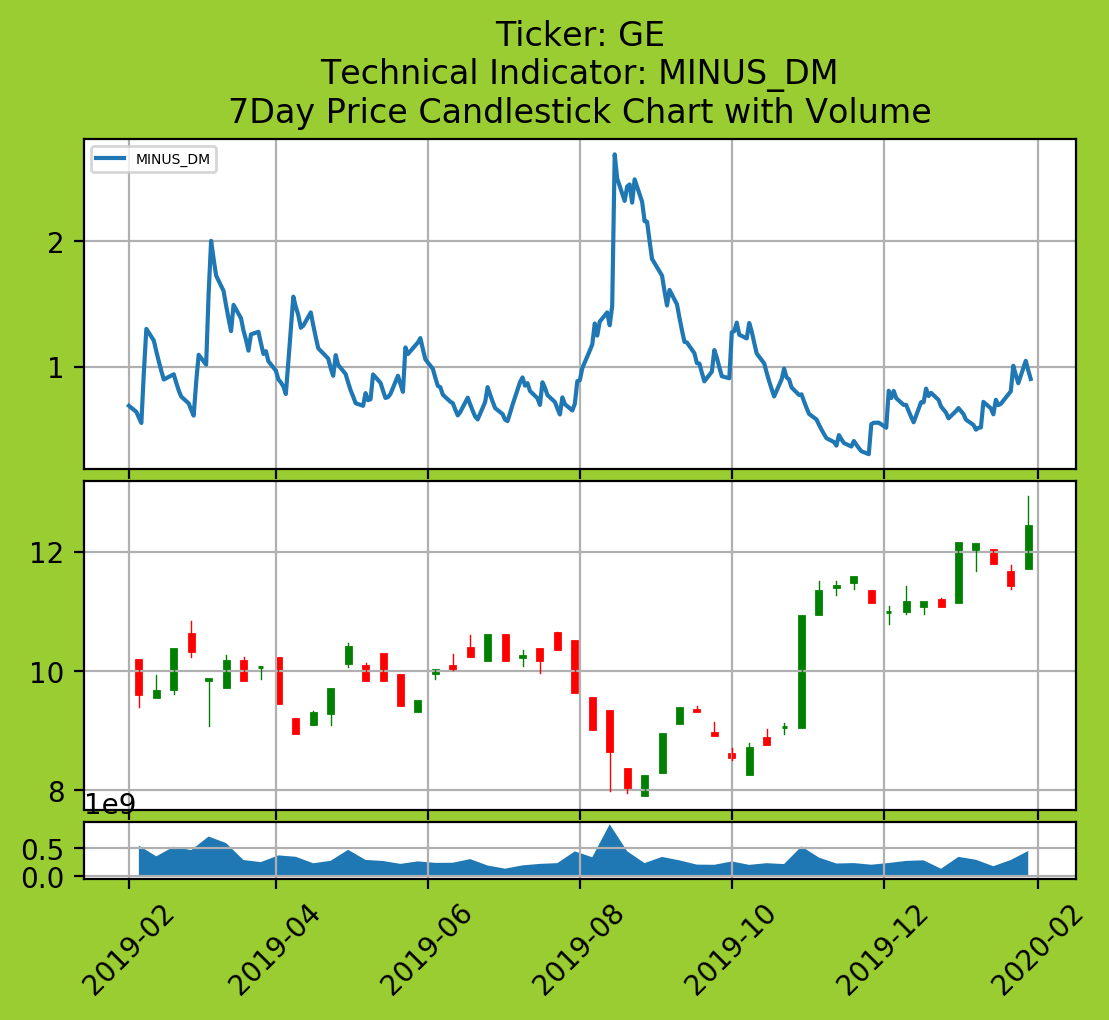 Ticker: GE
Technical Indicator: MINUS_DM
7Day Price Candlestick Chart with Volume
MINUS_DM
2
1
12
10
8
1e9
0.5
0.0
2019-02
2019-04
2019-06
2019-08
2019-10
2019-12
2020-02